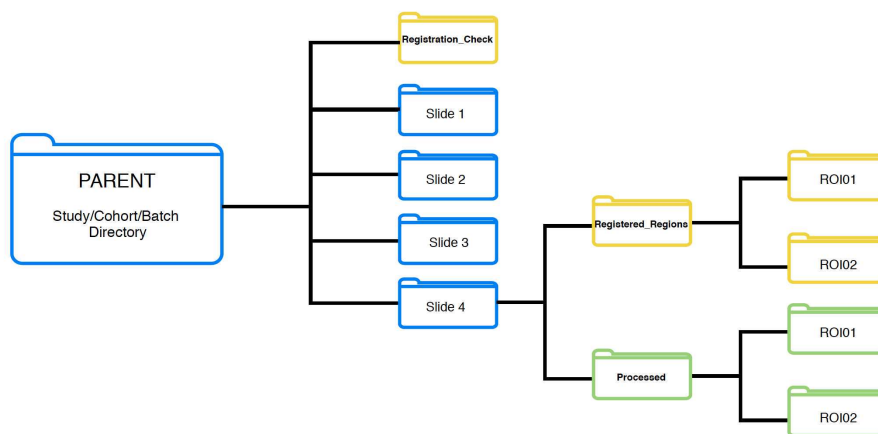 Registration_Check
Slide 1
PARENT
Study/Cohort/Batch
Directory
Slide 2
Slide 3
Slide 4
Registered_Regions
ROI01
ROI02
Processed
ROI01
ROI02